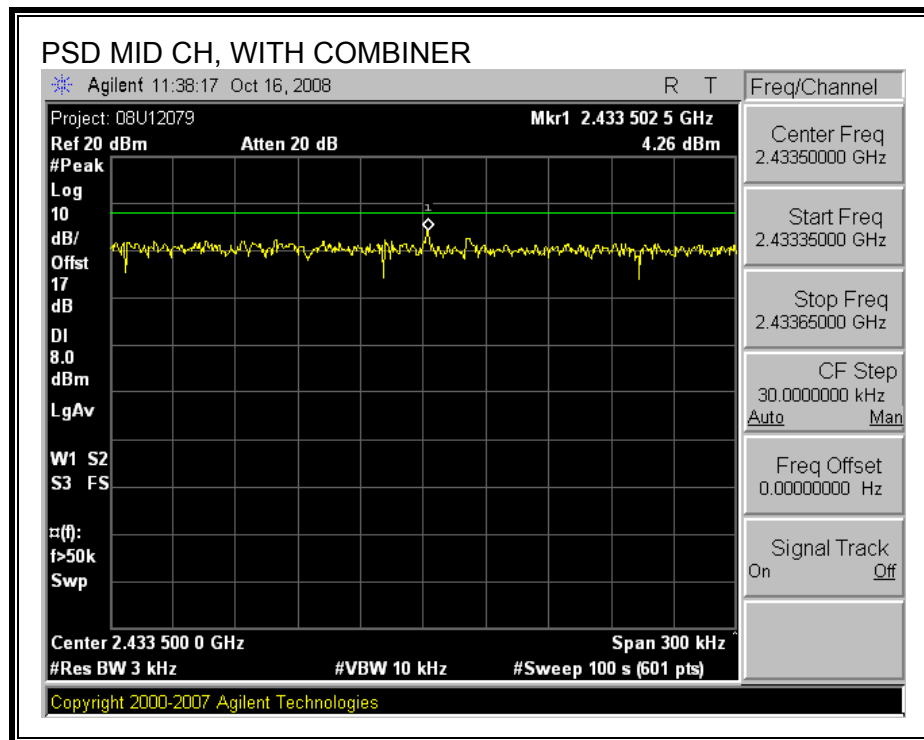 PSD MID CH, WITH COMBINER
Agilent 11:38:17 Oct 16, 2008 R T
Project: 08U12079 Mkr1 2.433 502 5 GHz
Ref 20 dBm Atten 20 dB 4.26 dBm
#Peak
Log
10
dB/
Offst
17
dB
DI
8.0
dBm
LgAv
W1 S2
S3 FS
¤(f):
f>50k
Swp
1
Center 2.433 500 0 GHz Span 300 kHz
#Res BW 3 kHz #VBW 10 kHz #Sweep 100 s (601 pts)
Copyright 2000-2007 Agilent Technologies
Freq/Channel
Center Freq
2.43350000 GHz
Start Freq
2.43335000 GHz
Stop Freq
2.43365000 GHz
CF Step
30.0000000 kHz
Auto Man
Freq Offset
0.00000000 Hz
Signal Track
On Off